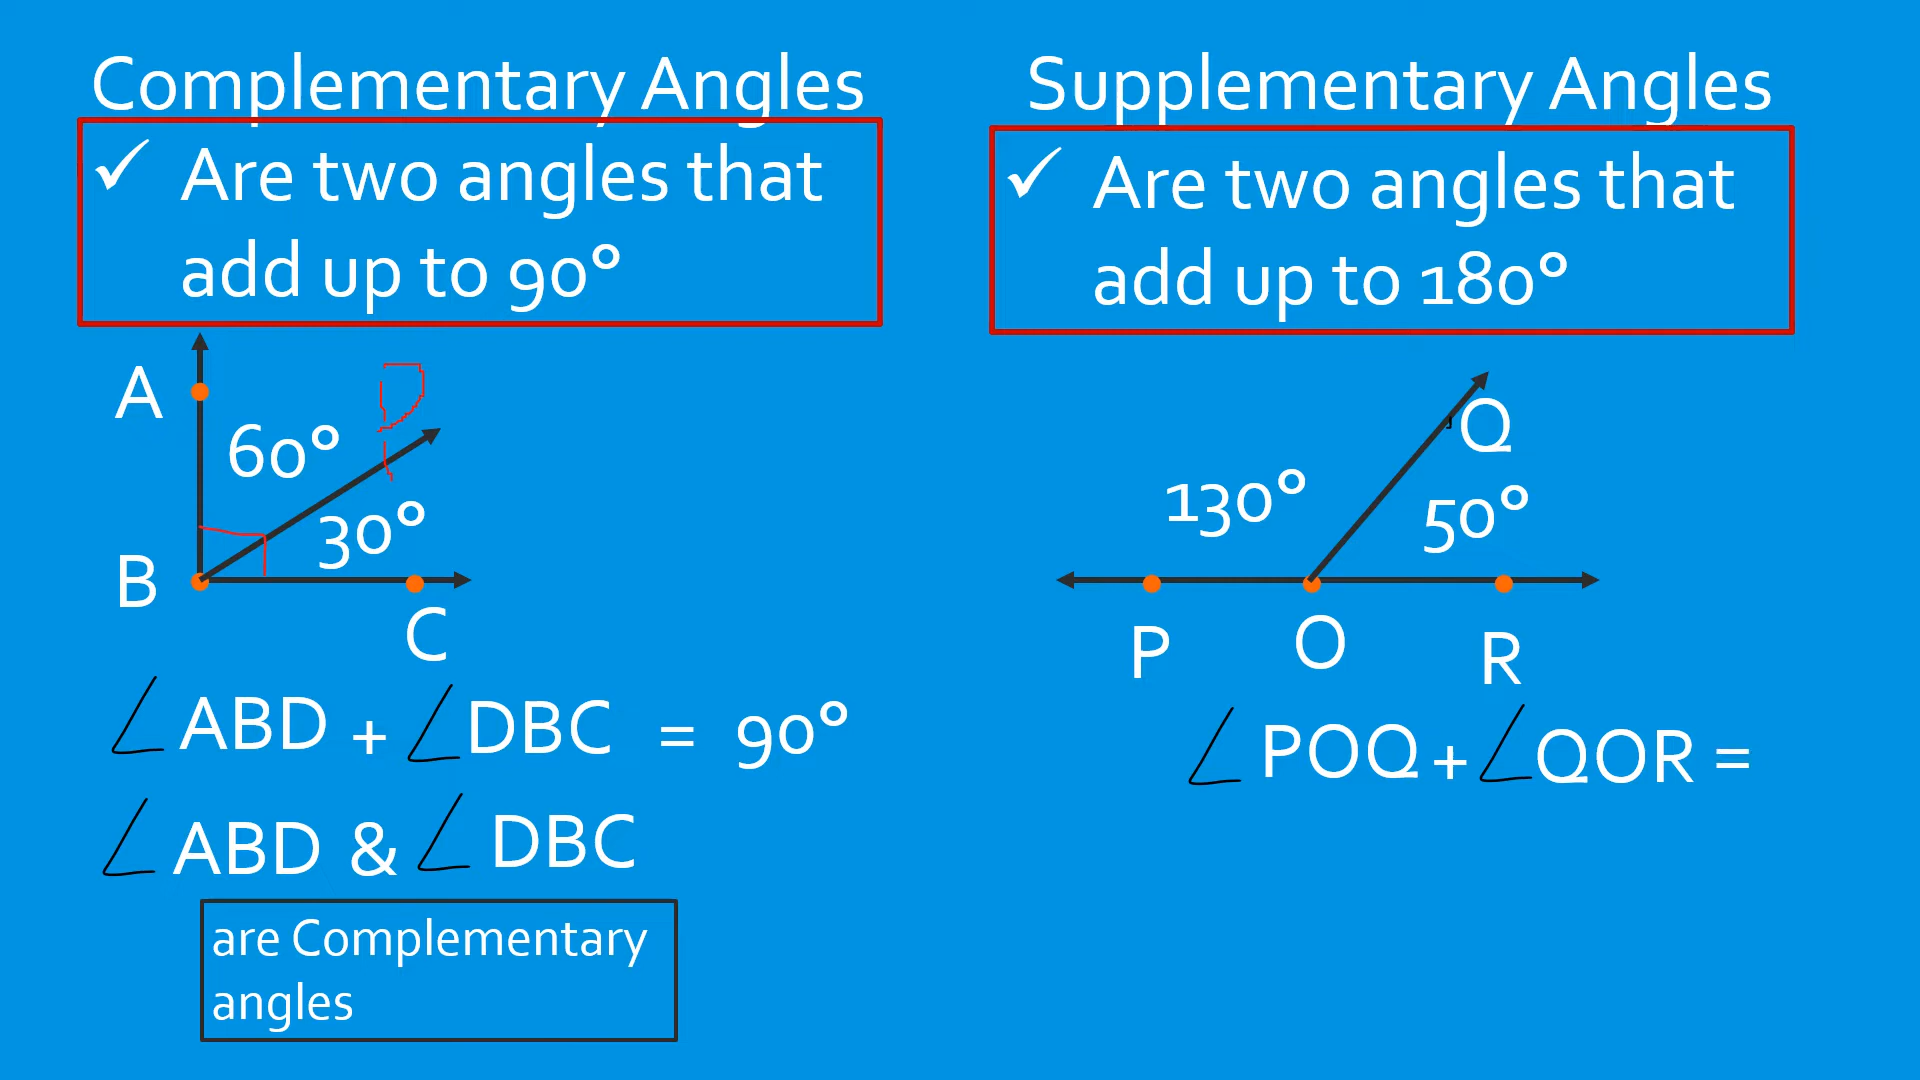 Complementary Angles
✓ Are two angles that
add up to 90°
A
D
60°
30°
B
C
∠ABD + ∠DBC = 90°
∠ABD & ∠DBC
are Complementary
angles
Supplementary Angles
✓ Are two angles that
add up to 180°
Q
130°
50°
P
O
R
∠POQ + ∠QOR =